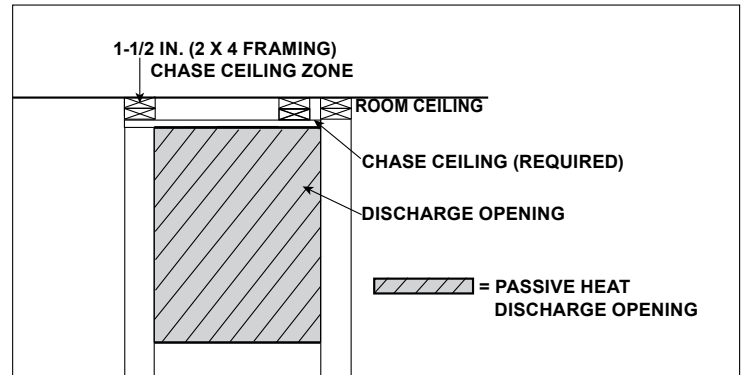 1-1/2 IN. (2 X 4 FRAMING)
CHASE CEILING ZONE
ROOM CEILING
CHASE CEILING (REQUIRED)
DISCHARGE OPENING
= PASSIVE HEAT
DISCHARGE OPENING